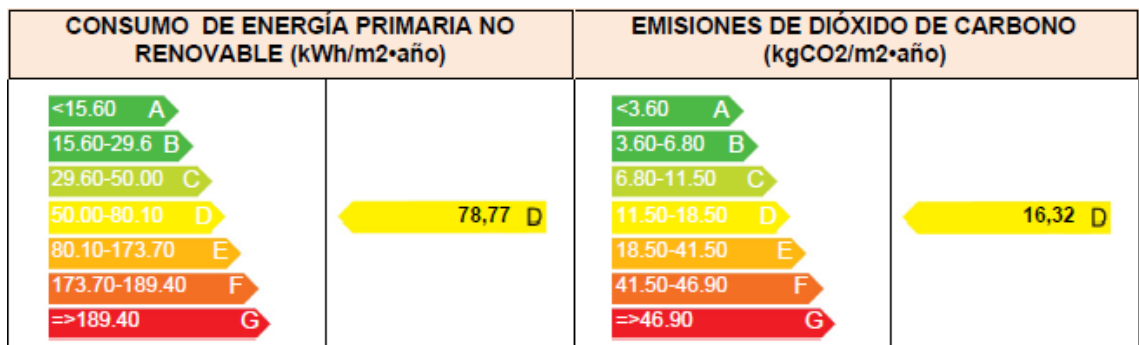 CONSUMO DE ENERGÍA PRIMARIA NO
RENOVABLE (kWh/m2•año)
EMISIONES DE DIÓXIDO DE CARBONO
(kgCO2/m2•año)
<15.60 A
15.60-29.6 B
29.60-50.00 C
50.00-80.10 D
80.10-173.70 E
173.70-189.40 F
=>189.40 G
78,77 D
<3.60 A
3.60-6.80 B
6.80-11.50 C
11.50-18.50 D
18.50-41.50 E
41.50-46.90 F
=>46.90 G
16,32 D